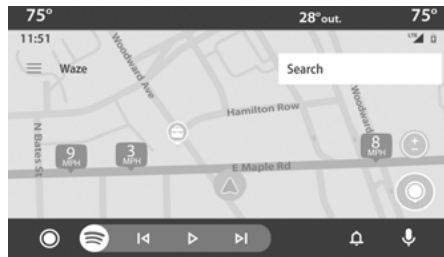 75°
28°out.
75°
11:51
LTE
Waze
Search
Woodward Ave
Woodward
Hamilton Row
N Bates St
9
MPH
3
MPH
8
MPH
E Maple Rd